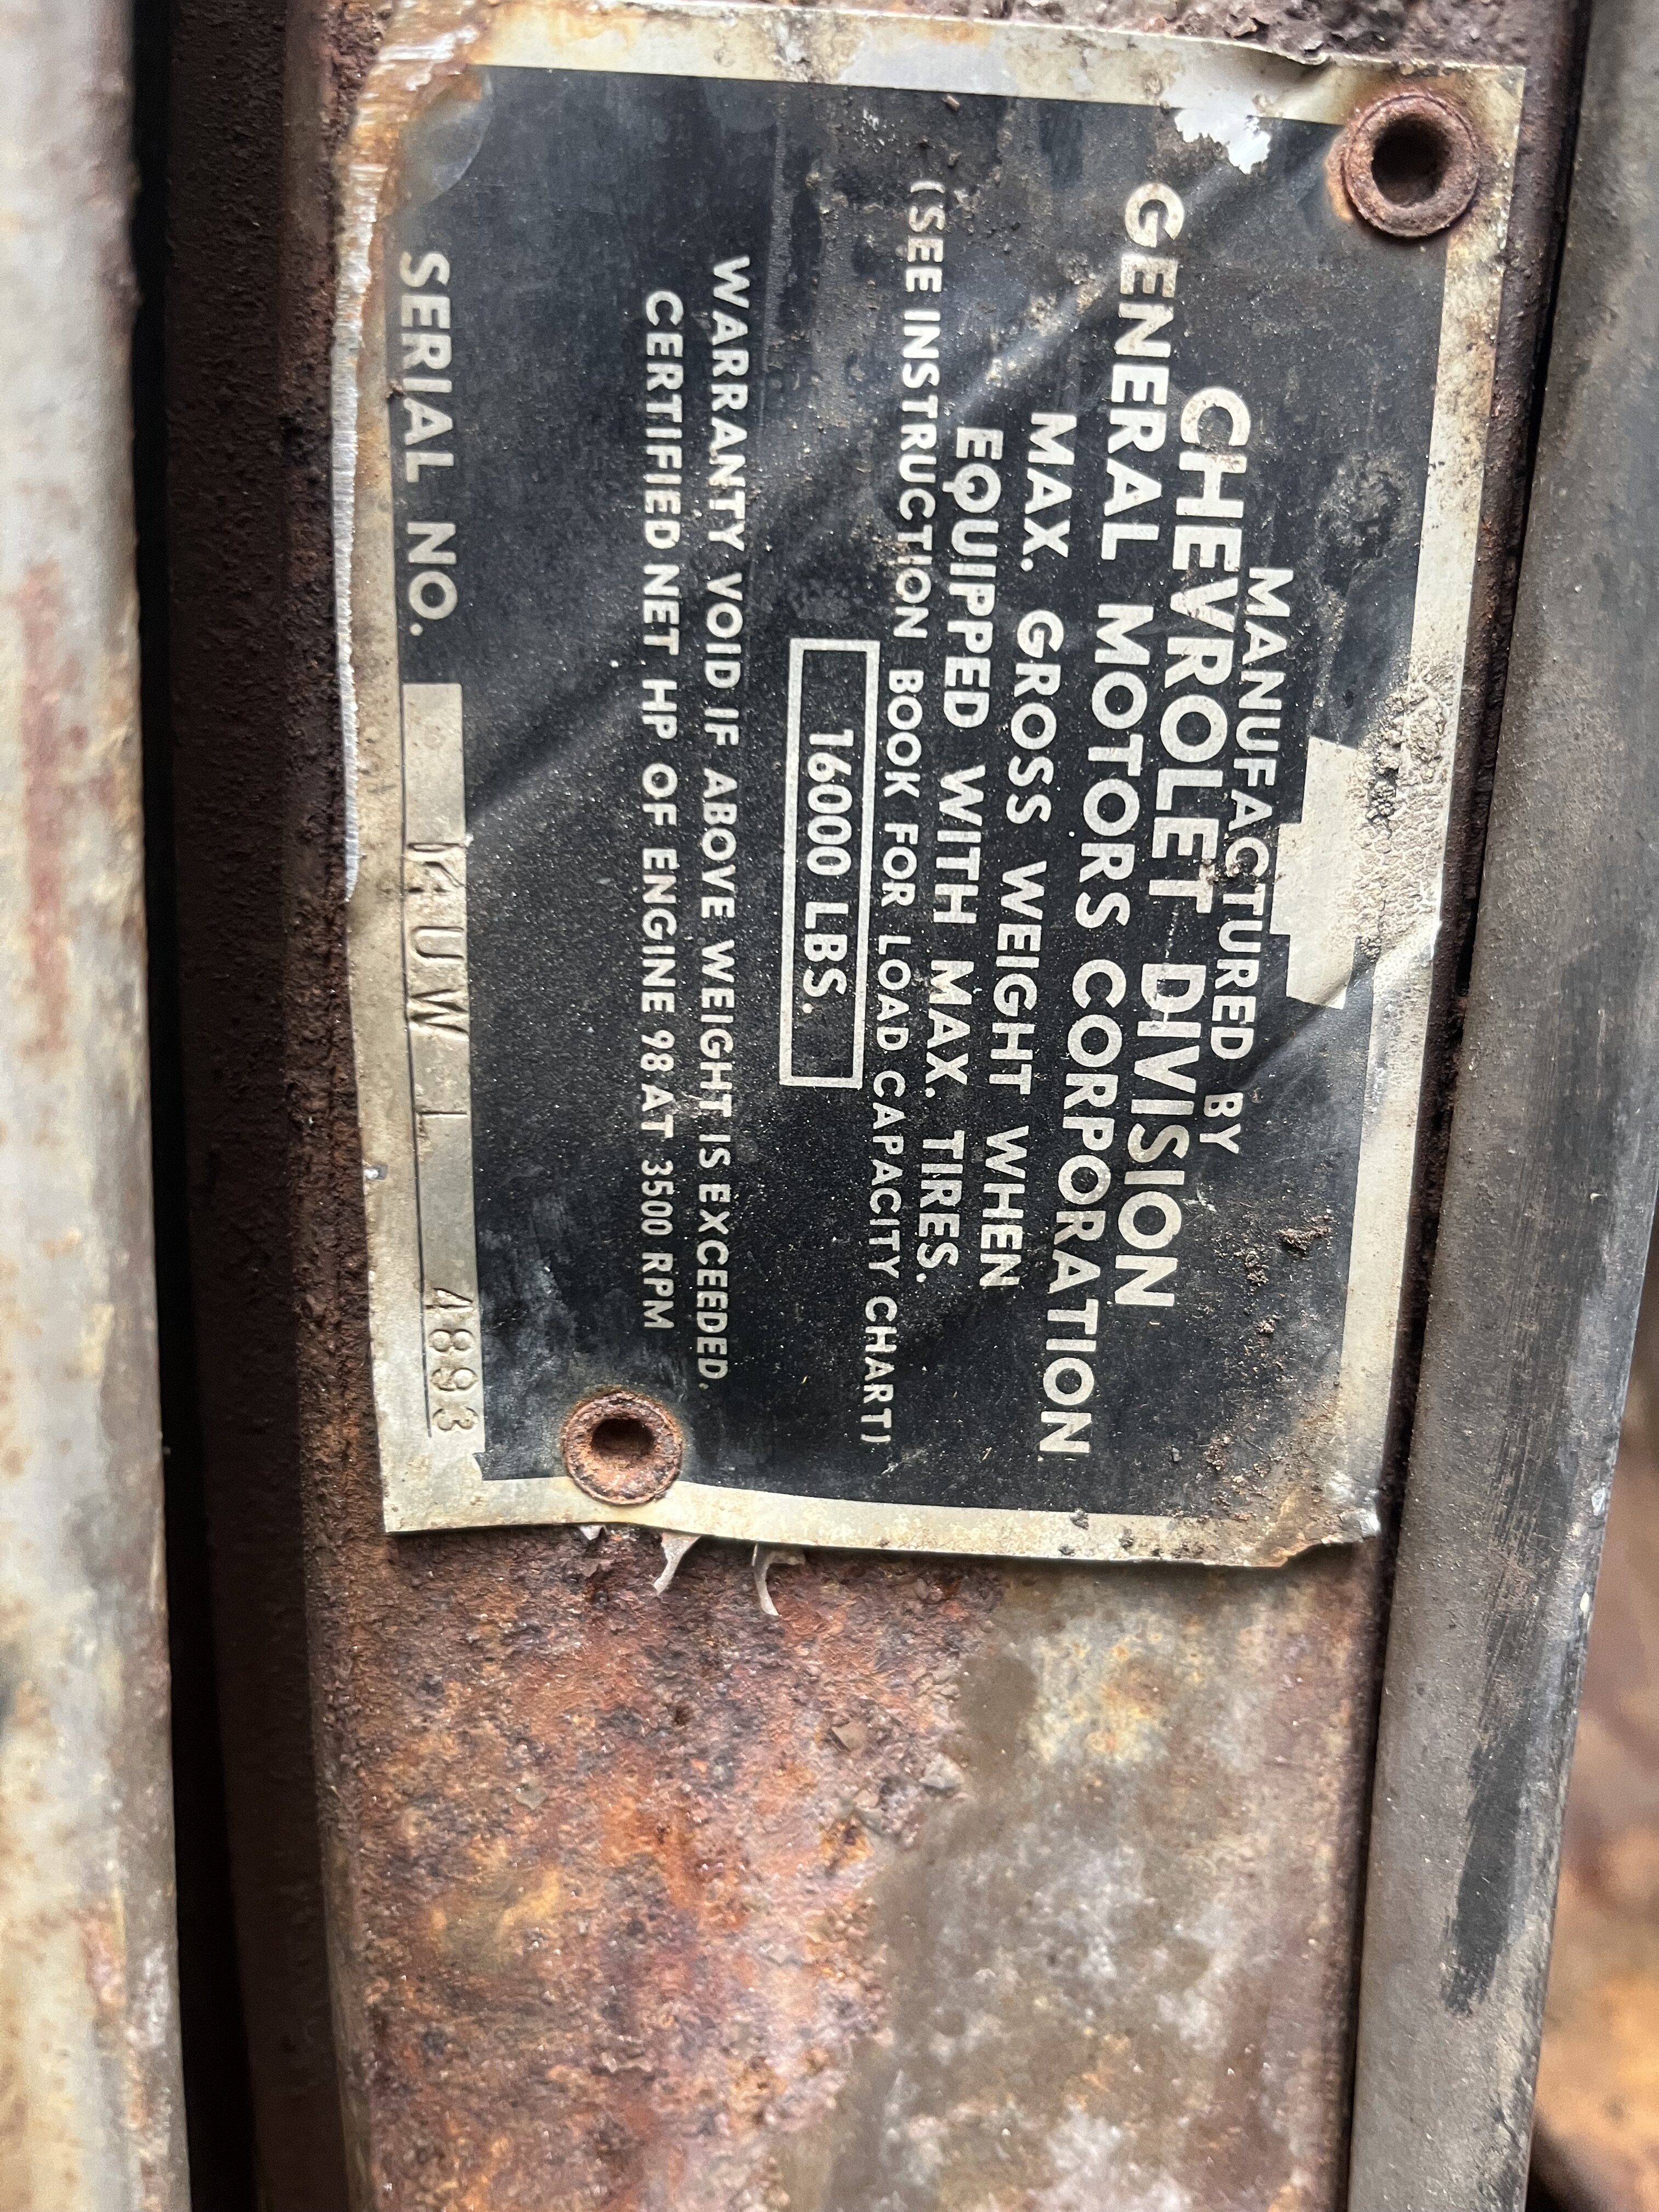 MANUFACTURED BY
CHEVROLET DIVISION
GENERAL MOTORS CORPORATION
MAX. GROSS WEIGHT WHEN
EQUIPPED WITH MAX. TIRES.
(SEE INSTRUCTION BOOK FOR LOAD CAPACITY CHART)
16000 LBS.
WARRANTY VOID IF ABOVE WEIGHT IS EXCEEDED.
CERTIFIED NET HP OF ENGINE 98 AT 3500 RPM
SERIAL NO. 4893